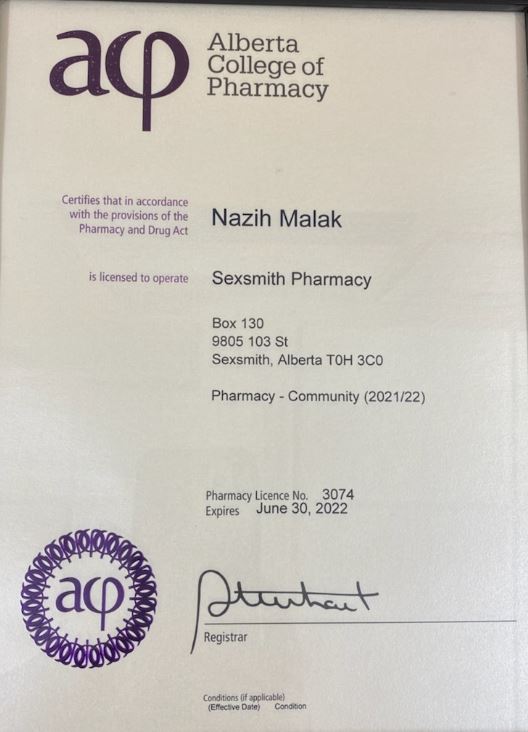 acp
Alberta
College of
Pharmacy
Certifies that in accordance
with the provisions of the
Pharmacy and Drug Act
Nazih Malak
is licensed to operate
Sexsmith Pharmacy
Box 130
9805 103 St
Sexsmith, Alberta T0H 3C0
Pharmacy - Community (2021/22)
Pharmacy Licence No. 3074
Expires June 30, 2022
acp
Registrar
Conditions (if applicable)
(Effective Date) Condition